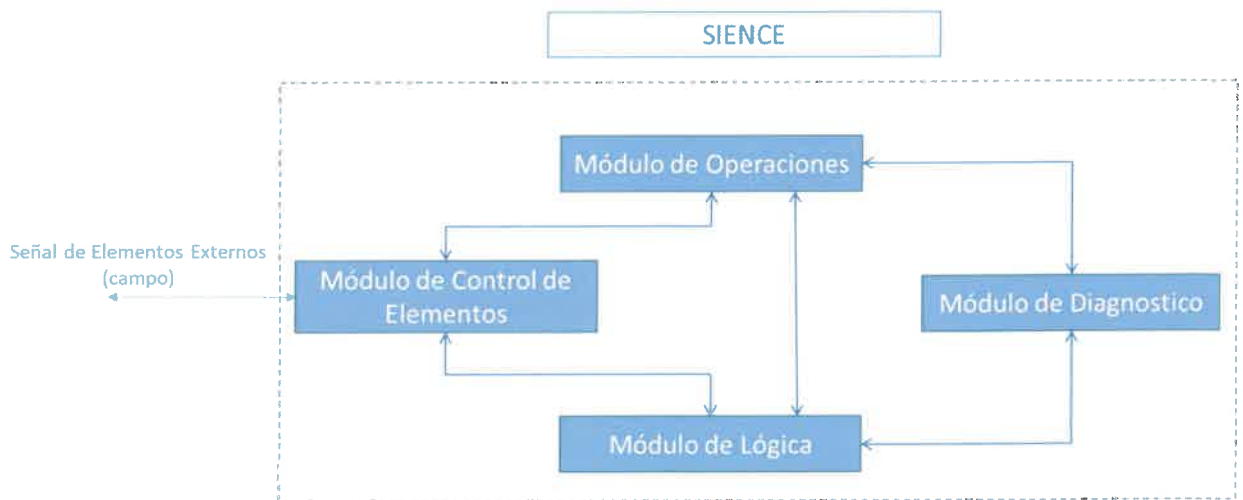 SIENCE
Módulo de Operaciones
Señal de Elementos Externos
(campo)
Módulo de Control de
Elementos
Módulo de Diagnostico
Módulo de Lógica